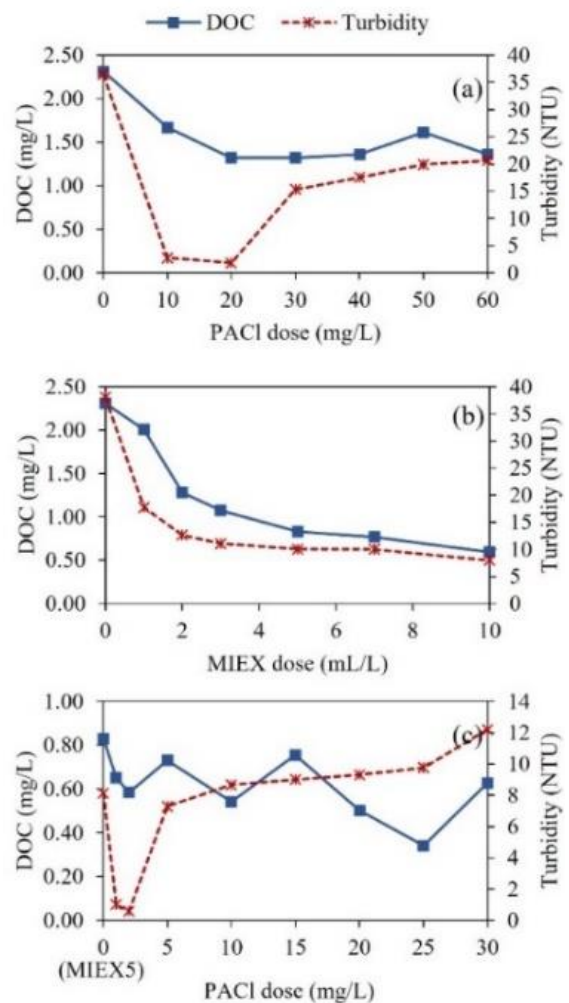 DOC Turbidity
(a)
DOC (mg/L)
2.50
2.00
1.50
1.00
0.50
0.00
Turbidity (NTU)
40
35
30
25
20
15
10
5
0
0 10 20 30 40 50 60
PACl dose (mg/L)
(b)
DOC (mg/L)
2.50
2.00
1.50
1.00
0.50
0.00
Turbidity (NTU)
40
35
30
25
20
15
10
5
0
0 2 4 6 8 10
MIEX dose (mL/L)
(c)
DOC (mg/L)
1.00
0.80
0.60
0.40
0.20
0.00
Turbidity (NTU)
14
12
10
8
6
4
2
0
0 5 10 15 20 25 30
(MIEX5)
PACl dose (mg/L)